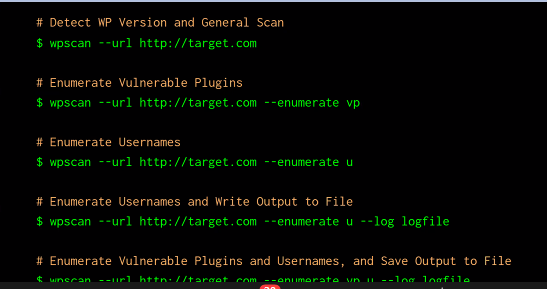 # Detect WP Version and General Scan
$ wpscan --url http://target.com
# Enumerate Vulnerable Plugins
$ wpscan --url http://target.com --enumerate vp
# Enumerate Usernames
$ wpscan --url http://target.com --enumerate u
# Enumerate Usernames and Write Output to File
$ wpscan --url http://target.com --enumerate u --log logfile
# Enumerate Vulnerable Plugins and Usernames, and Save Output to File
$ wpscan --url http://target.com --enumerate vp,u --log logfile